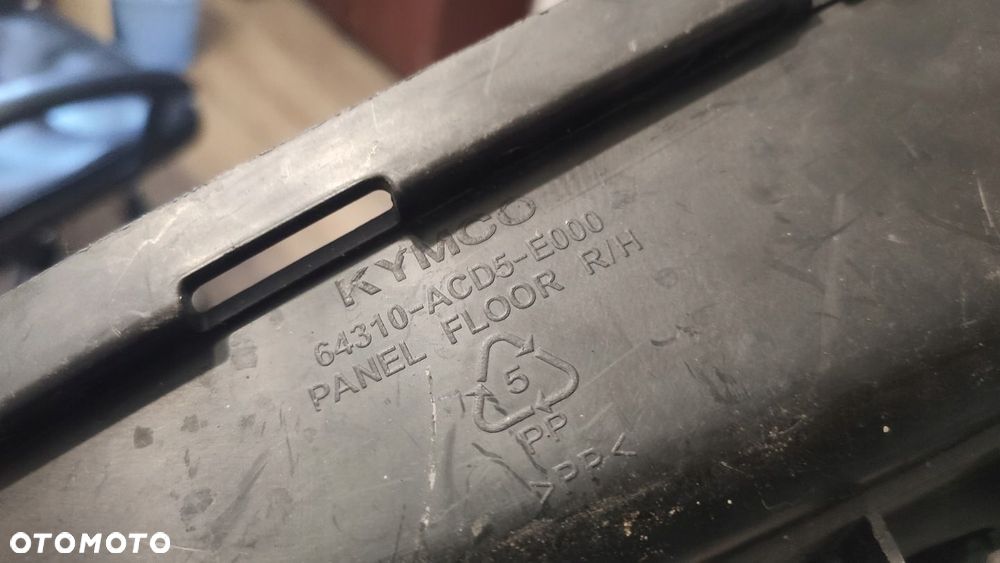 KYMCO
64310-ACD5-E000
PANEL FLOOR R/H
5
PP
>PP<
OTOMOTO